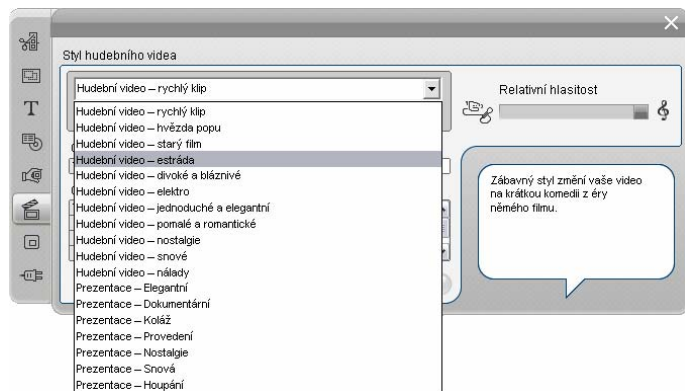 Styl hudebního videa
Hudební video – rychlý klip
Relativní hlasitost
Hudební video – rychlý klip
Hudební video – hvězda popu
Hudební video – starý film
Hudební video – estráda
Hudební video – divoké a bláznivé
Hudební video – elektro
Hudební video – jednoduché a elegantní
Hudební video – pomalé a romantické
Hudební video – nostalgie
Hudební video – snové
Hudební video – nálady
Prezentace – Elegantní
Prezentace – Dokumentární
Prezentace – Koláž
Prezentace – Provedení
Prezentace – Nostalgie
Prezentace – Snová
Prezentace – Houpání
Zábavný styl změní vaše video
na krátkou komedii z éry
němého filmu.
T